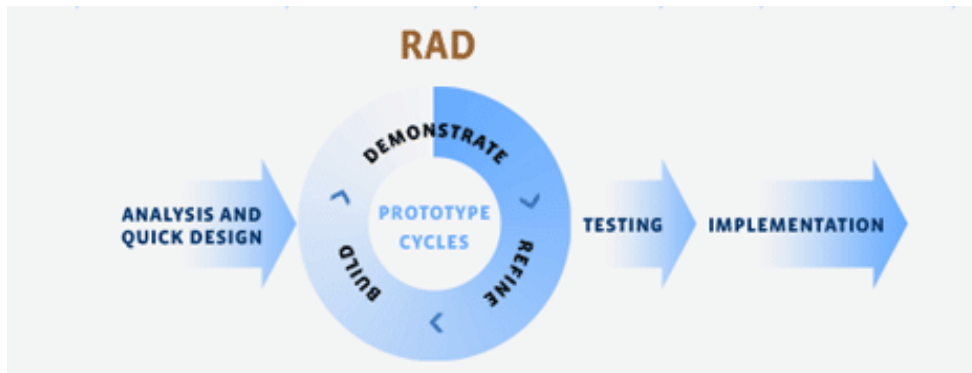 RAD
DEMONSTRATE
ANALYSIS AND
QUICK DESIGN
PROTOTYPE
CYCLES
BUILD
REFINE
TESTING
IMPLEMENTATION